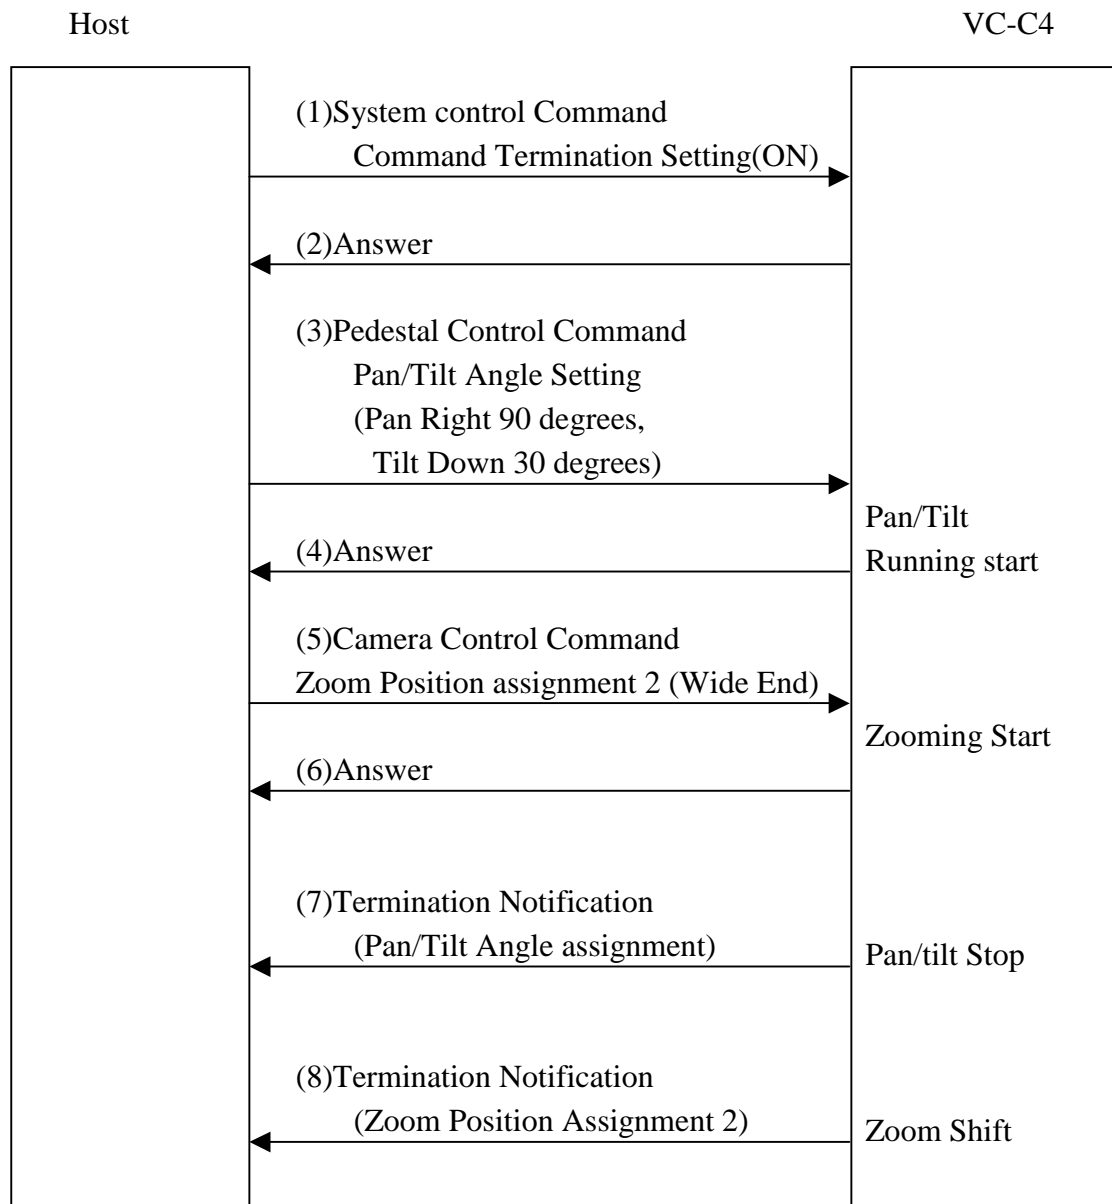 Host
VC-C4
(1)System control Command
Command Termination Setting(ON)
(2)Answer
(3)Pedestal Control Command
Pan/Tilt Angle Setting
(Pan Right 90 degrees,
Tilt Down 30 degrees)
Pan/Tilt
Running start
(4)Answer
(5)Camera Control Command
Zoom Position assignment 2 (Wide End)
Zooming Start
(6)Answer
(7)Termination Notification
(Pan/Tilt Angle assignment)
Pan/tilt Stop
(8)Termination Notification
(Zoom Position Assignment 2)
Zoom Shift